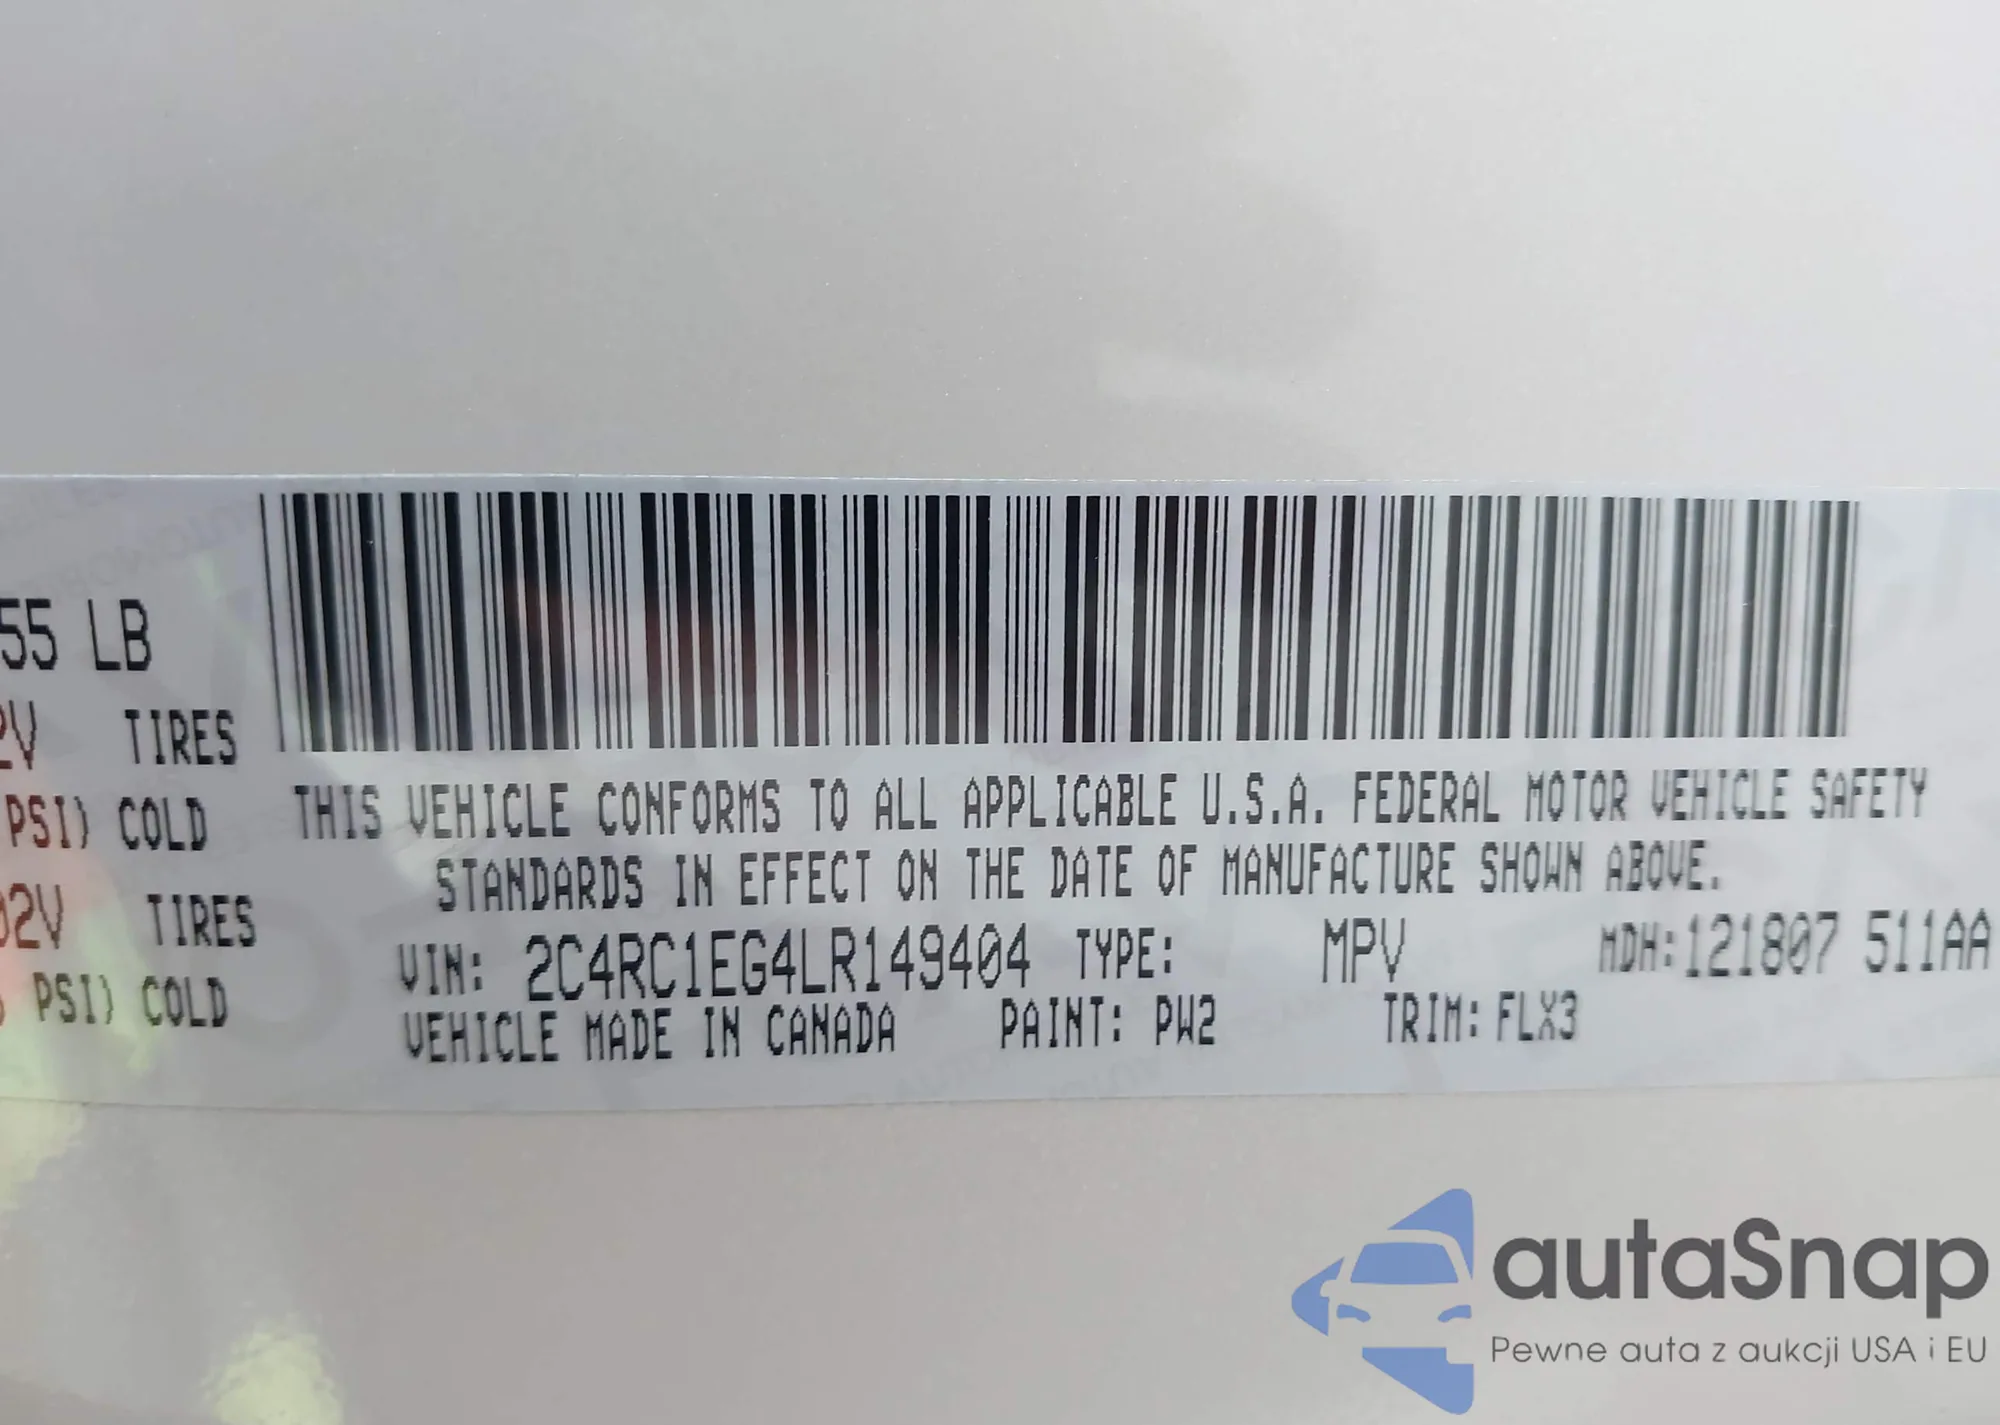 55 LB
2V TIRES
PSI) COLD
02V TIRES
PSI) COLD
THIS VEHICLE CONFORMS TO ALL APPLICABLE U.S.A. FEDERAL MOTOR VEHICLE SAFETY
STANDARDS IN EFFECT ON THE DATE OF MANUFACTURE SHOWN ABOVE.
VIN: 2C4RC1EG4LR149404 TYPE: MPV MDH:121807 511AA
VEHICLE MADE IN CANADA PAINT: PW2 TRIM: FLX3
autaSnap
Pewne auta z aukcji USA i EU